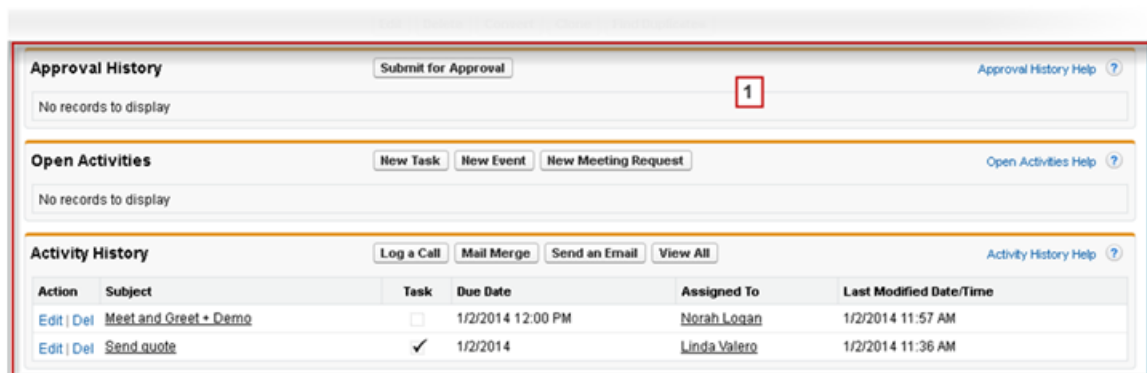 Approval History Submit for Approval Approval History Help ?
1
No records to display
Open Activities New Task New Event New Meeting Request Open Activities Help ?
No records to display
Activity History Log a Call Mail Merge Send an Email View All Activity History Help ?
Action Subject Task Due Date Assigned To Last Modified Date/Time
Edit | Del Meet and Greet + Demo 1/2/2014 12:00 PM Norah Logan 1/2/2014 11:57 AM
Edit | Del Send quote ✓ 1/2/2014 Linda Valero 1/2/2014 11:36 AM